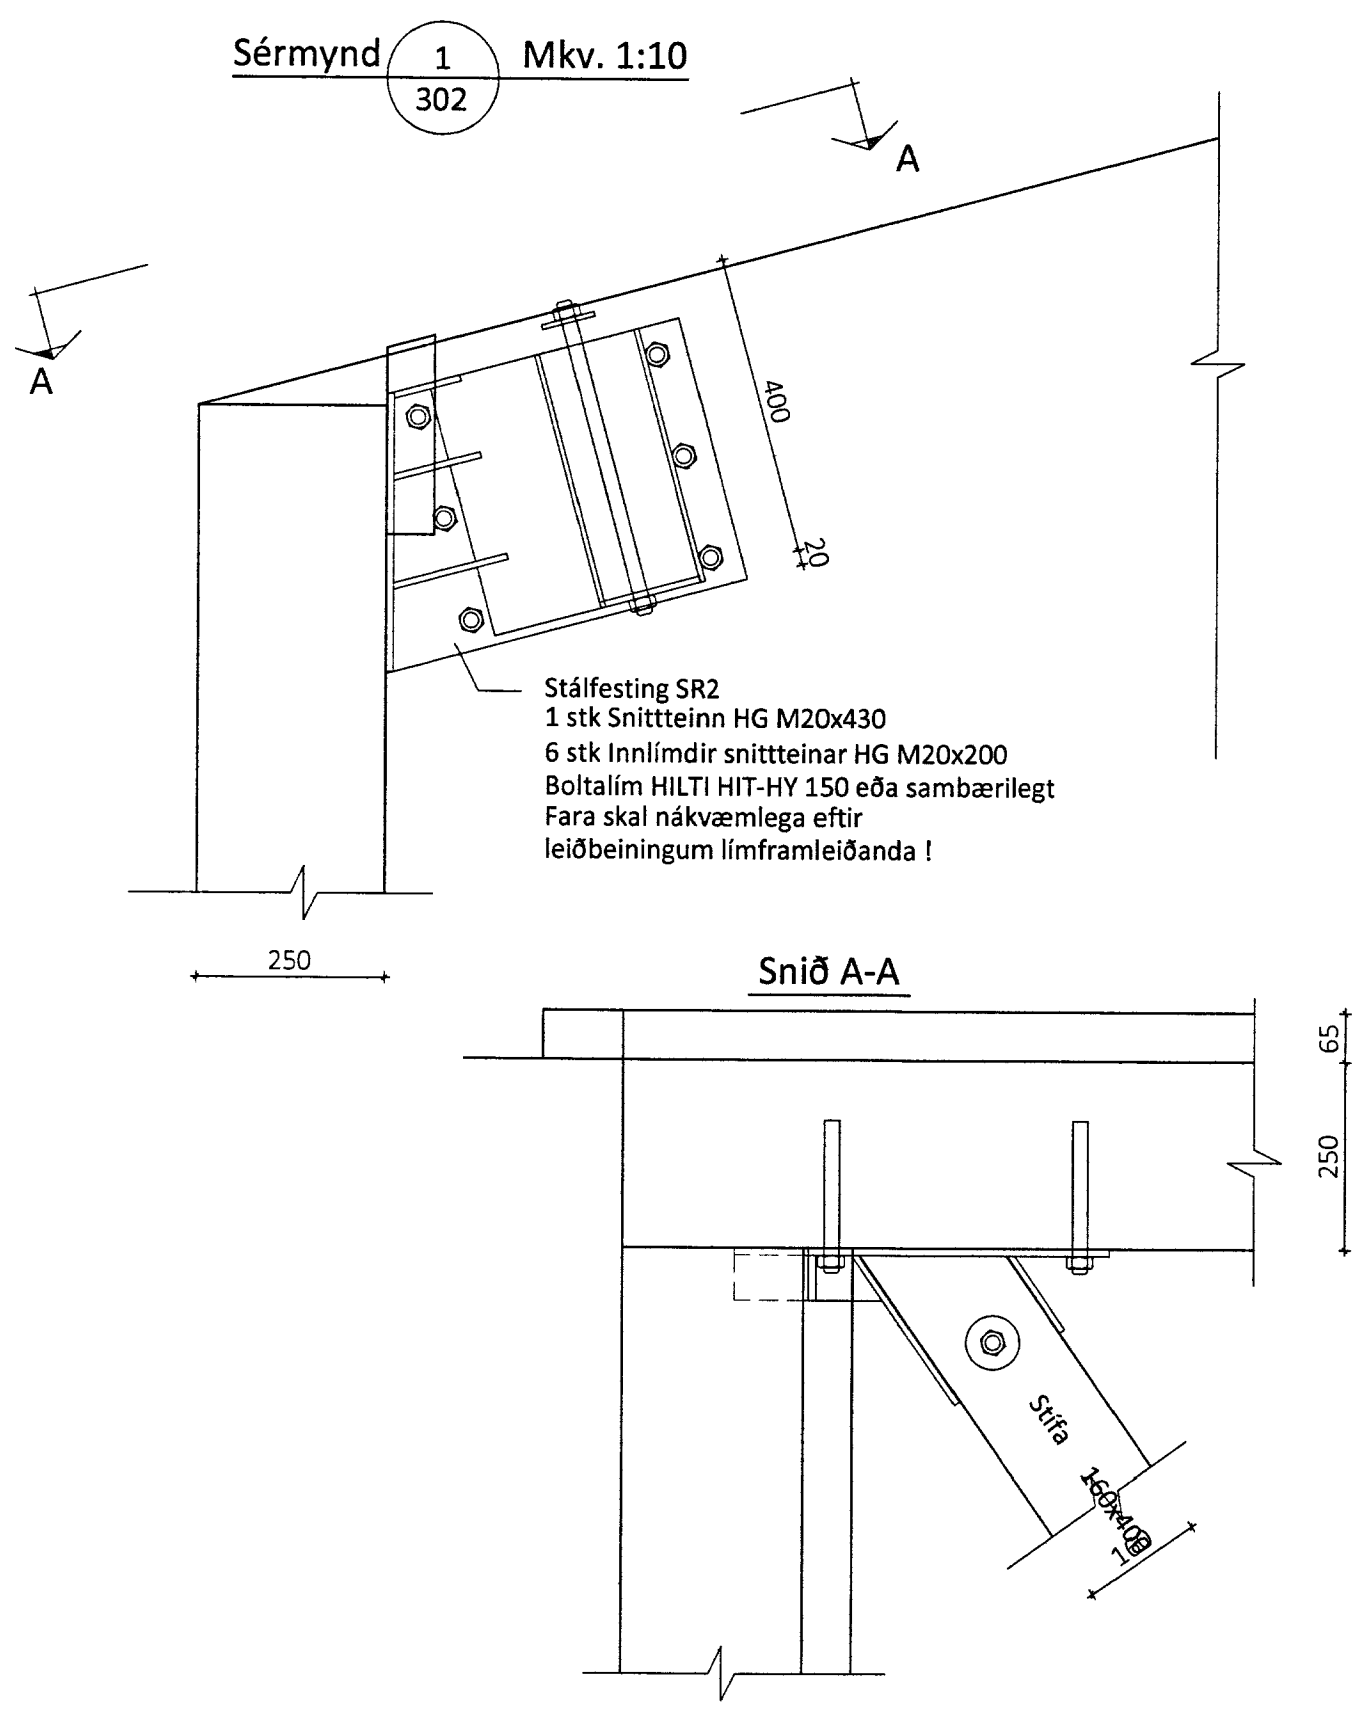 Sérmynd 1 Mkv. 1:10
302
A
A
400
20
Stálfesting SR2
1 stk Snittteinn HG M20x430
6 stk Innlímdir snittteinar HG M20x200
Boltalím HILTI HIT-HY 150 eða sambærilegt
Fara skal nákvæmlega eftir
leiðbeiningum límframleiðanda !
250
Snið A-A
65
250
Stífa
160x400